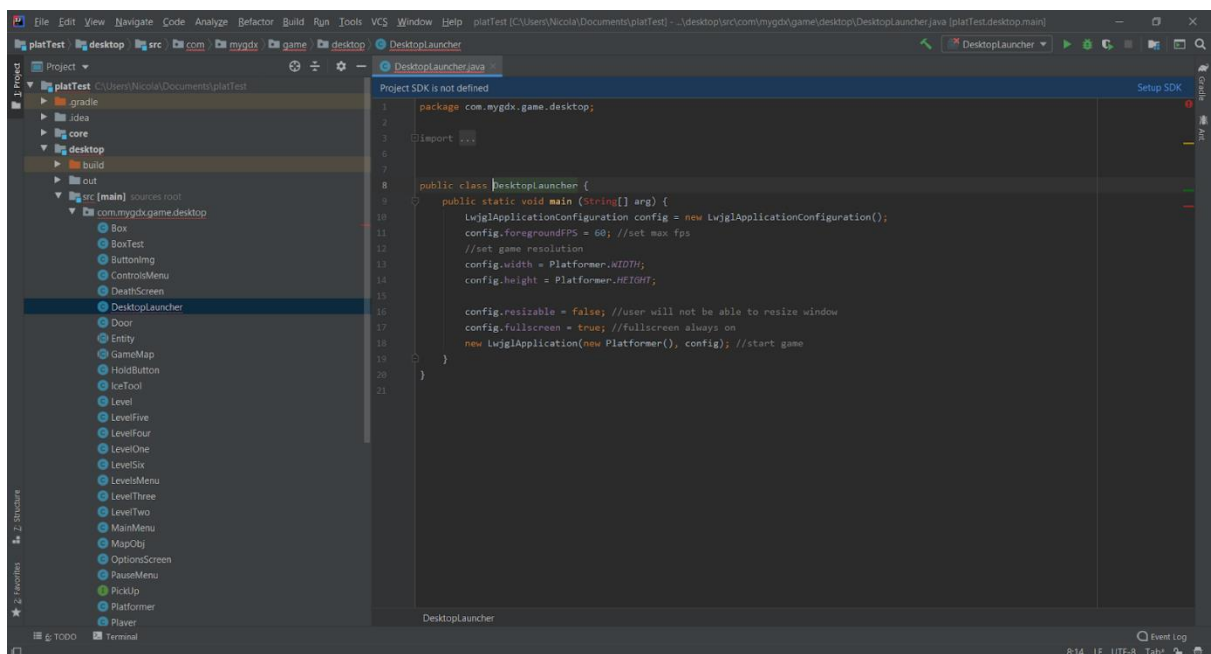 File Edit View Navigate Code Analyze Refactor Build Run Tools VCS Window Help platTest [C:\Users\Nicola\Documents\platTest] - ...\desktop\src\com\mygdx\game\desktop\DesktopLauncher.java [platTest.desktop.main]
platTest desktop src com mygdx game desktop DesktopLauncher DesktopLauncher
Project DesktopLauncher.java
1: Project
Gradle
Ant
platTest C:\Users\Nicola\Documents\platTest
.gradle
.idea
core
desktop
build
out
src [main] sources root
com.mygdx.game.desktop
Box
BoxTest
ButtonImg
ControlsMenu
DeathScreen
DesktopLauncher
Door
Entity
GameMap
HoldButton
IceTool
Level
LevelFive
LevelFour
LevelOne
LevelSix
LevelsMenu
LevelThree
LevelTwo
MainMenu
MapObj
OptionsScreen
PauseMenu
PickUp
Platformer
Player
Project SDK is not defined Setup SDK
1 package com.mygdx.game.desktop;
2
3 import ...
6
7
8 public class DesktopLauncher {
9 public static void main (String[] arg) {
10 LwjglApplicationConfiguration config = new LwjglApplicationConfiguration();
11 config.foregroundFPS = 60; //set max fps
12 //set game resolution
13 config.width = Platformer.WIDTH;
14 config.height = Platformer.HEIGHT;
15
16 config.resizable = false; //user will not be able to resize window
17 config.fullscreen = true; //fullscreen always on
18 new LwjglApplication(new Platformer(), config); //start game
19 }
20 }
21
DesktopLauncher
Z: Structure
2: Favorites
6: TODO Terminal Event Log
8:14 LF UTF-8 Tab*